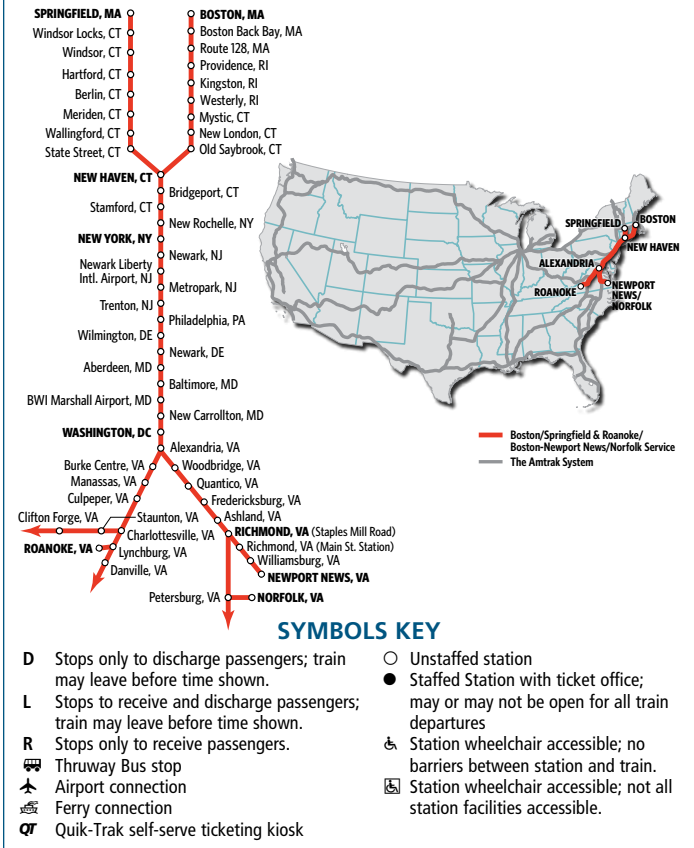 SPRINGFIELD, MA
Windsor Locks, CT
Windsor, CT
Hartford, CT
Berlin, CT
Meriden, CT
Wallingford, CT
State Street, CT
BOSTON, MA
Boston Back Bay, MA
Route 128, MA
Providence, RI
Kingston, RI
Westerly, RI
Mystic, CT
New London, CT
Old Saybrook, CT
NEW HAVEN, CT
Bridgeport, CT
Stamford, CT
New Rochelle, NY
NEW YORK, NY
Newark, NJ
Newark Liberty
Intl. Airport, NJ
Metropark, NJ
Trenton, NJ
Philadelphia, PA
Wilmington, DE
Newark, DE
Aberdeen, MD
Baltimore, MD
BWI Marshall Airport, MD
New Carrollton, MD
WASHINGTON, DC
Alexandria, VA
Burke Centre, VA
Manassas, VA
Culpeper, VA
Clifton Forge, VA
Staunton, VA
Charlottesville, VA
ROANOKE, VA
Lynchburg, VA
Danville, VA
Woodbridge, VA
Quantico, VA
Fredericksburg, VA
Ashland, VA
RICHMOND, VA (Staples Mill Road)
Richmond, VA (Main St. Station)
Williamsburg, VA
NEWPORT NEWS, VA
Petersburg, VA
NORFOLK, VA
SPRINGFIELD
BOSTON
NEW HAVEN
ALEXANDRIA
ROANOKE
NEWPORT
NEWS/
NORFOLK
Boston/Springfield & Roanoke/
Boston-Newport News/Norfolk Service
The Amtrak System
SYMBOLS KEY
D Stops only to discharge passengers; train
may leave before time shown.
L Stops to receive and discharge passengers;
train may leave before time shown.
R Stops only to receive passengers.
Thruway Bus stop
Airport connection
Ferry connection
QT Quik-Trak self-serve ticketing kiosk
Unstaffed station
Staffed Station with ticket office;
may or may not be open for all train
departures
Station wheelchair accessible; no
barriers between station and train.
Station wheelchair accessible; not all
station facilities accessible.